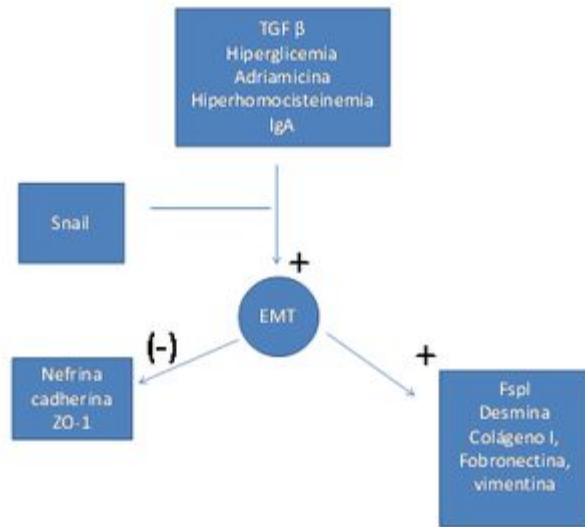 TGF β
Hiperglicemia
Adriamicina
Hiperhomocisteinemia
IgA
Snail
+
EMT
(-)
+
Nefrina
cadherina
ZO-1
Fspl
Desmina
Colágeno I,
Fobronectina,
vimentina